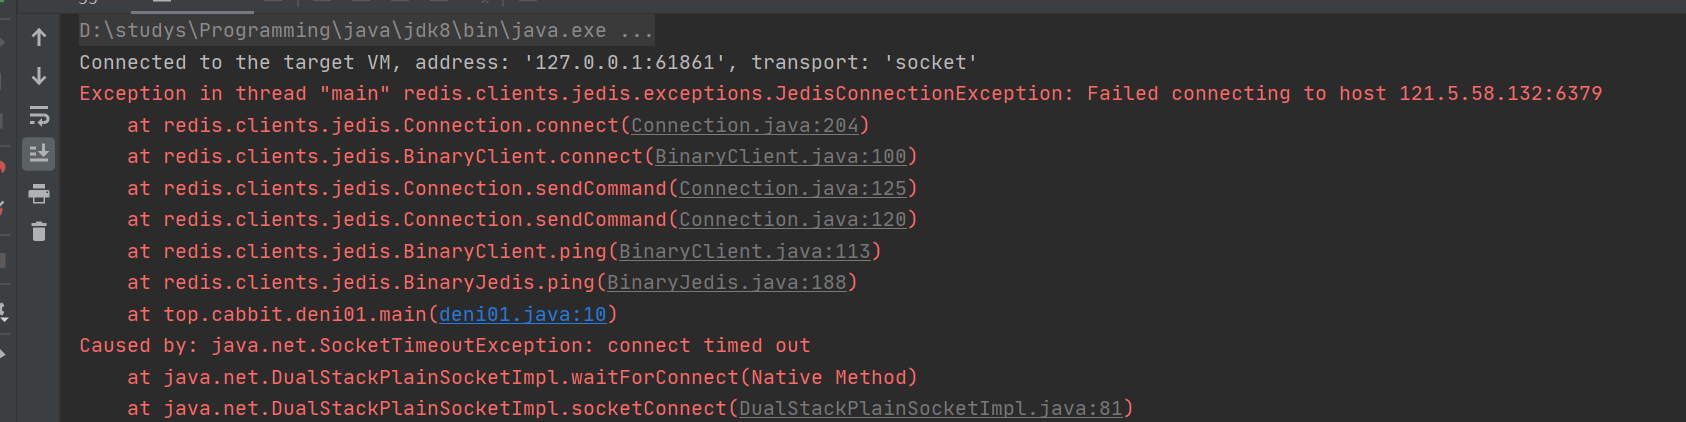 D:\studys\Programming\java\jdk8\bin\java.exe ...
Connected to the target VM, address: '127.0.0.1:61861', transport: 'socket'
Exception in thread "main" redis.clients.jedis.exceptions.JedisConnectionException: Failed connecting to host 121.5.58.132:6379
at redis.clients.jedis.Connection.connect(Connection.java:204)
at redis.clients.jedis.BinaryClient.connect(BinaryClient.java:100)
at redis.clients.jedis.Connection.sendCommand(Connection.java:125)
at redis.clients.jedis.Connection.sendCommand(Connection.java:120)
at redis.clients.jedis.BinaryClient.ping(BinaryClient.java:113)
at redis.clients.jedis.BinaryJedis.ping(BinaryJedis.java:188)
at top.cabbit.deni01.main(deni01.java:10)
Caused by: java.net.SocketTimeoutException: connect timed out
at java.net.DualStackPlainSocketImpl.waitForConnect(Native Method)
at java.net.DualStackPlainSocketImpl.socketConnect(DualStackPlainSocketImpl.java:81)